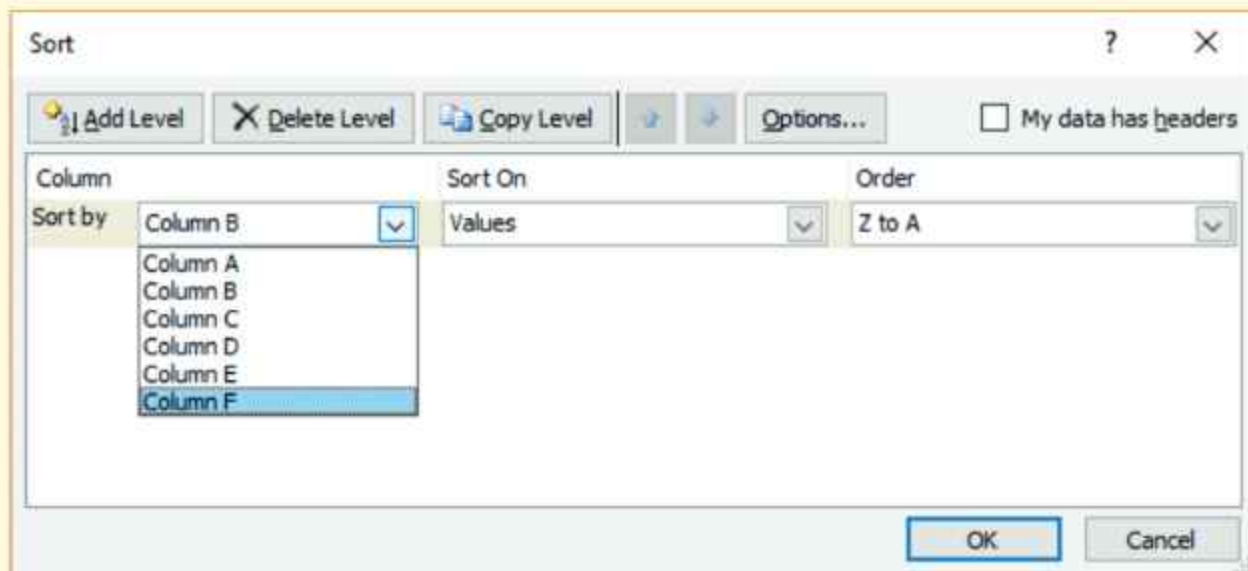 Sort ?
Add Level Delete Level Copy Level Options... My data has headers
Column Sort On Order
Sort by Column B Values Z to A
Column A
Column B
Column C
Column D
Column E
Column F
OK Cancel